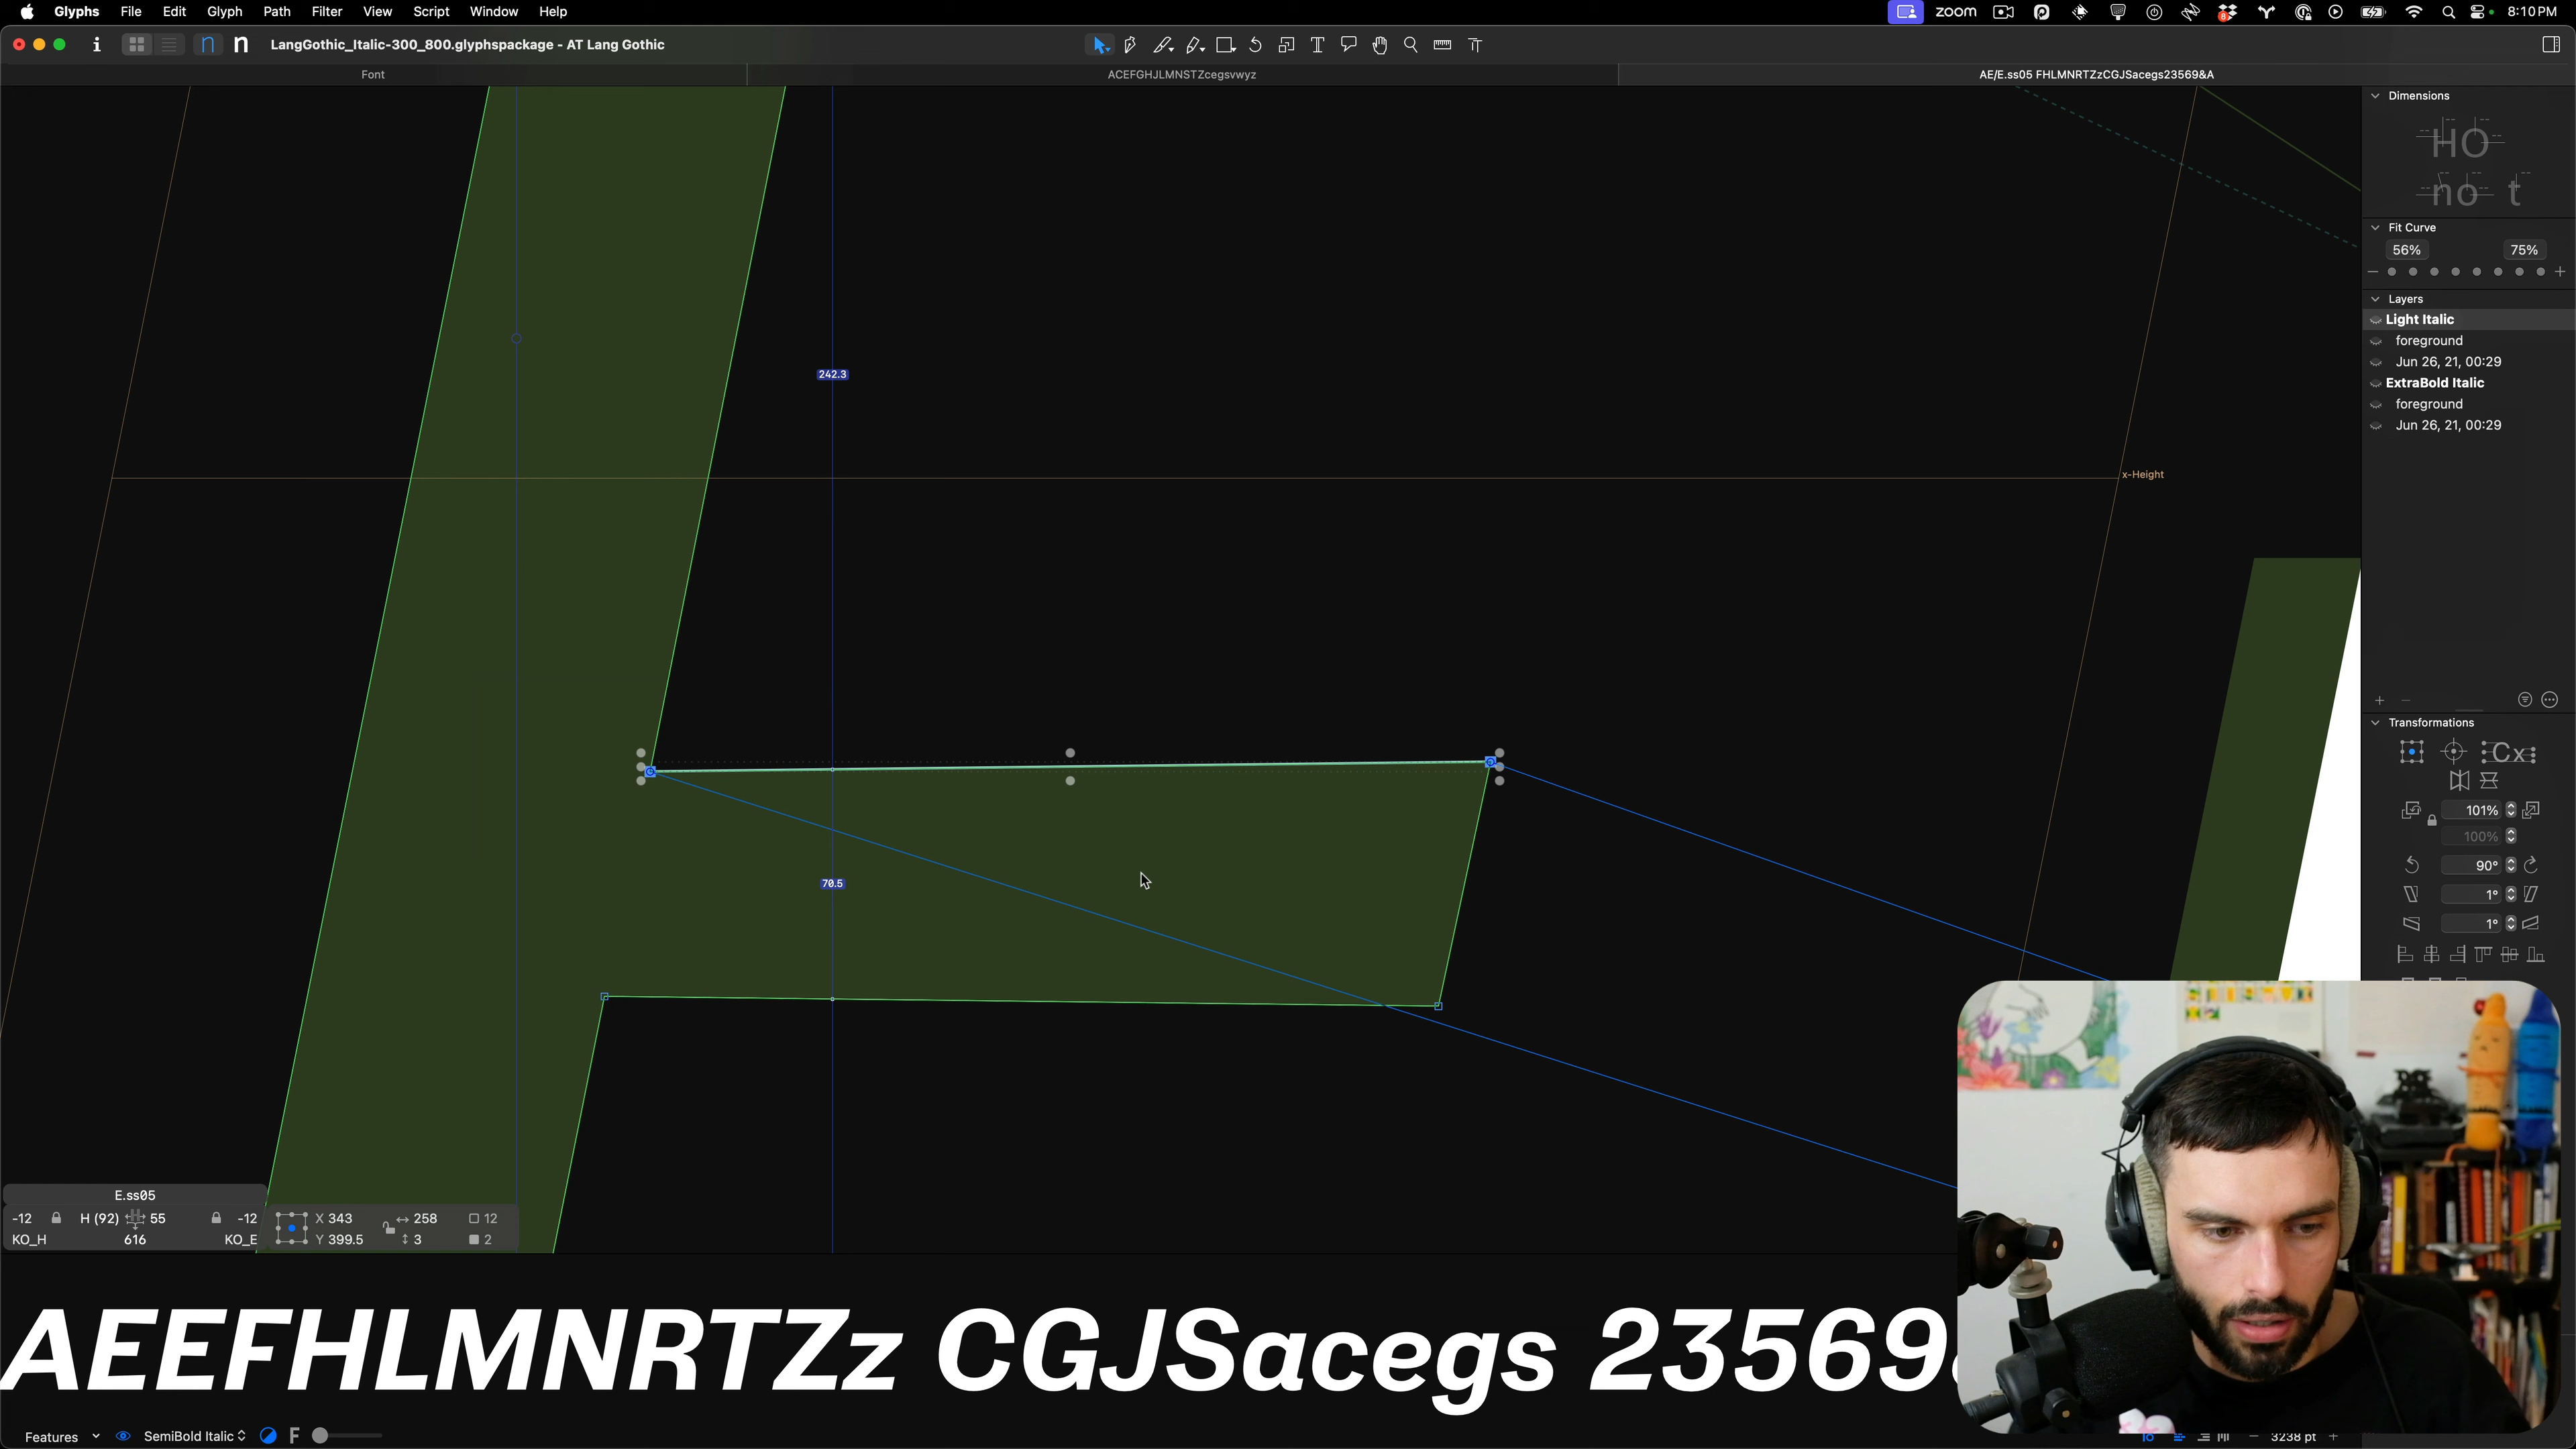 Glyphs File Edit Glyph Path Filter View Script Window Help
zoom
8
8:10 PM
i n n LangGothic_Italic-300_800.glyphspackage - AT Lang Gothic
Font
ACEFGHJLMNSTZcegsvwyz
AE/E.ss05 FHLMNRTZzCGJSacegs23569&A
Dimensions
HO
no t
Fit Curve
56% 75%
Layers
Light Italic
foreground
Jun 26, 21, 00:29
ExtraBold Italic
foreground
Jun 26, 21, 00:29
242.3
x-Height
70.5
Transformations
Cx
101%
100%
90°
1°
1°
E.ss05
-12 H (92) 55 -12
KO_H 616 KO_E
X 343 258 12
Y 399.5 3 2
AEEFHLMNRTZz CGJSacegs 23569
Features SemiBold Italic F
3238 pt